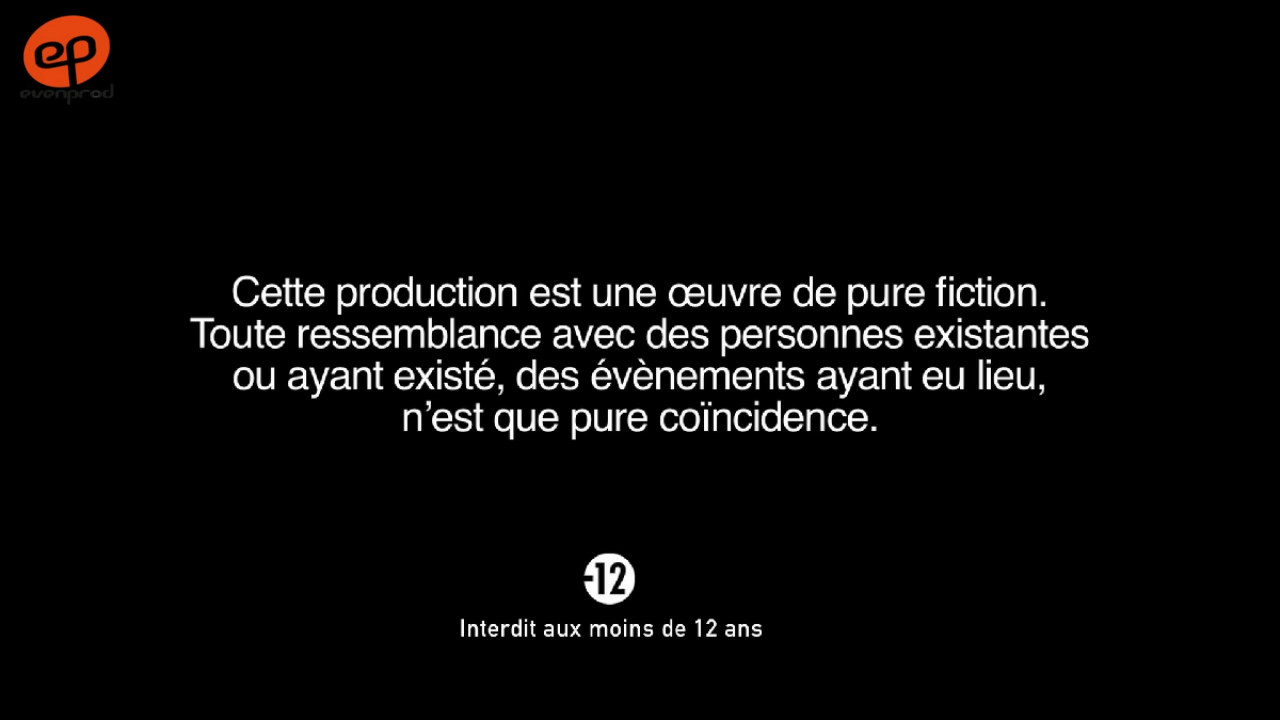 ep
evenprod
Cette production est une œuvre de pure fiction.
Toute ressemblance avec des personnes existantes
ou ayant existé, des évènements ayant eu lieu,
n’est que pure coïncidence.
-12
Interdit aux moins de 12 ans